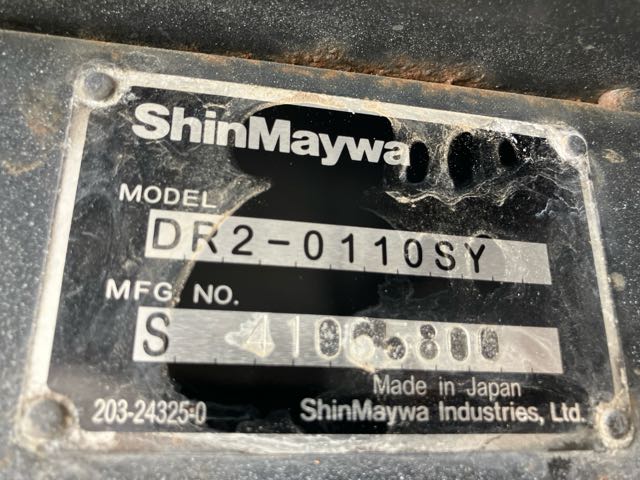 ShinMaywa
MODEL
DR2-0110SY
MFG. NO.
S
Made in Japan
203-24325-0 ShinMaywa Industries, Ltd.